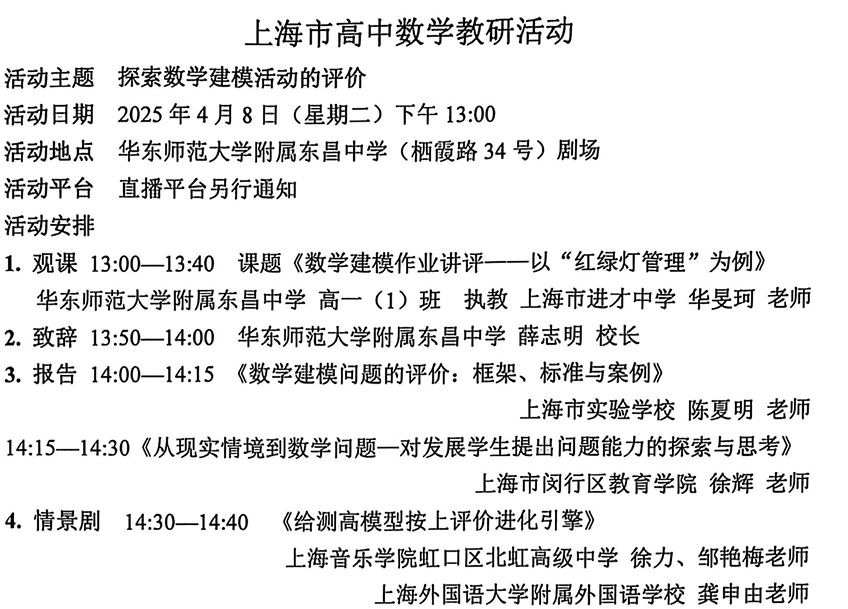 上海市高中数学教研活动
活动主题 探索数学建模活动的评价
活动日期 2025 年 4 月 8 日（星期二）下午 13:00
活动地点 华东师范大学附属东昌中学（栖霞路 34 号）剧场
活动平台 直播平台另行通知
活动安排
1. 观课 13:00—13:40 课题《数学建模作业讲评——以“红绿灯管理”为例》
华东师范大学附属东昌中学 高一（1）班 执教 上海市进才中学 华旻珂 老师
2. 致辞 13:50—14:00 华东师范大学附属东昌中学 薛志明 校长
3. 报告 14:00—14:15 《数学建模问题的评价：框架、标准与案例》
上海市实验学校 陈夏明 老师
14:15—14:30《从现实情境到数学问题—对发展学生提出问题能力的探索与思考》
上海市闵行区教育学院 徐辉 老师
4. 情景剧 14:30—14:40 《给测高模型按上评价进化引擎》
上海音乐学院虹口区北虹高级中学 徐力、邹艳梅老师
上海外国语大学附属外国语学校 龚申由老师